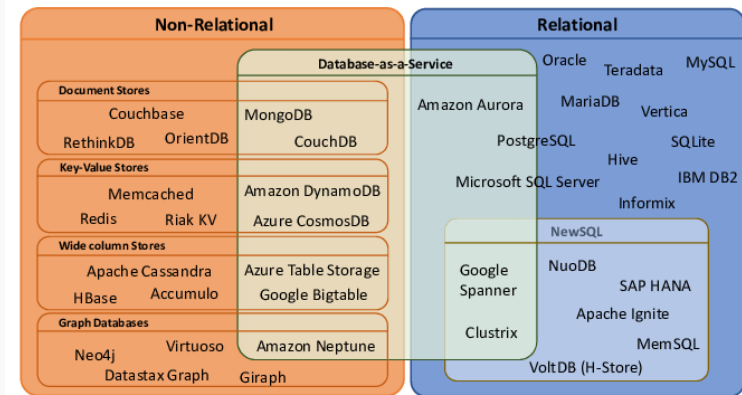 Non-Relational
Relational
Database-as-a-Service
Document Stores
Couchbase
MongoDB
RethinkDB
OrientDB
CouchDB
Key-Value Stores
Memcached
Amazon DynamoDB
Redis
Riak KV
Azure CosmosDB
Wide column Stores
Apache Cassandra
Azure Table Storage
HBase
Accumulo
Google Bigtable
Graph Databases
Neo4j
Virtuoso
Amazon Neptune
Datastax Graph
Giraph
Oracle
Teradata
MySQL
Amazon Aurora
MariaDB
Vertica
PostgreSQL
SQLite
Hive
Microsoft SQL Server
IBM DB2
Informix
NewSQL
Google
Spanner
NuoDB
SAP HANA
Apache Ignite
Clustrix
MemSQL
VoltDB (H-Store)